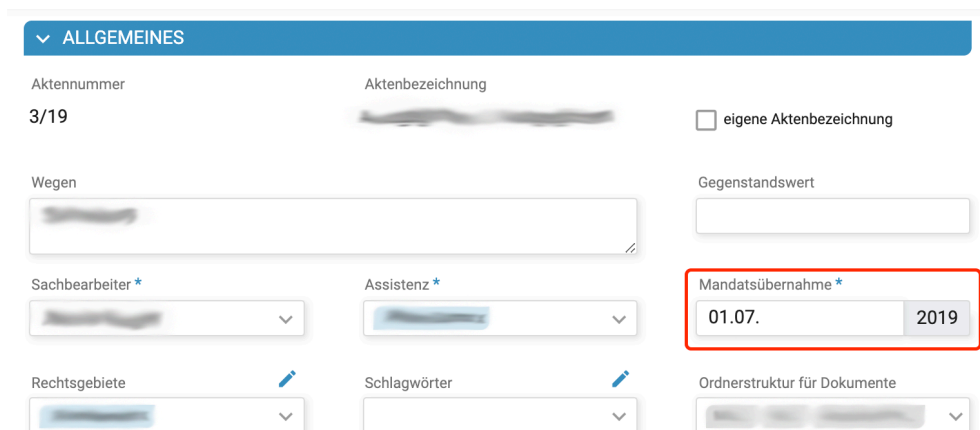 ALLGEMEINES
Aktennummer Aktenbezeichnung
3/19 eigene Aktenbezeichnung
Wegen Gegenstandswert
Sachbearbeiter * Assistenz * Mandatsübernahme *
01.07. 2019
Rechtsgebiete Schlagwörter Ordnerstruktur für Dokumente